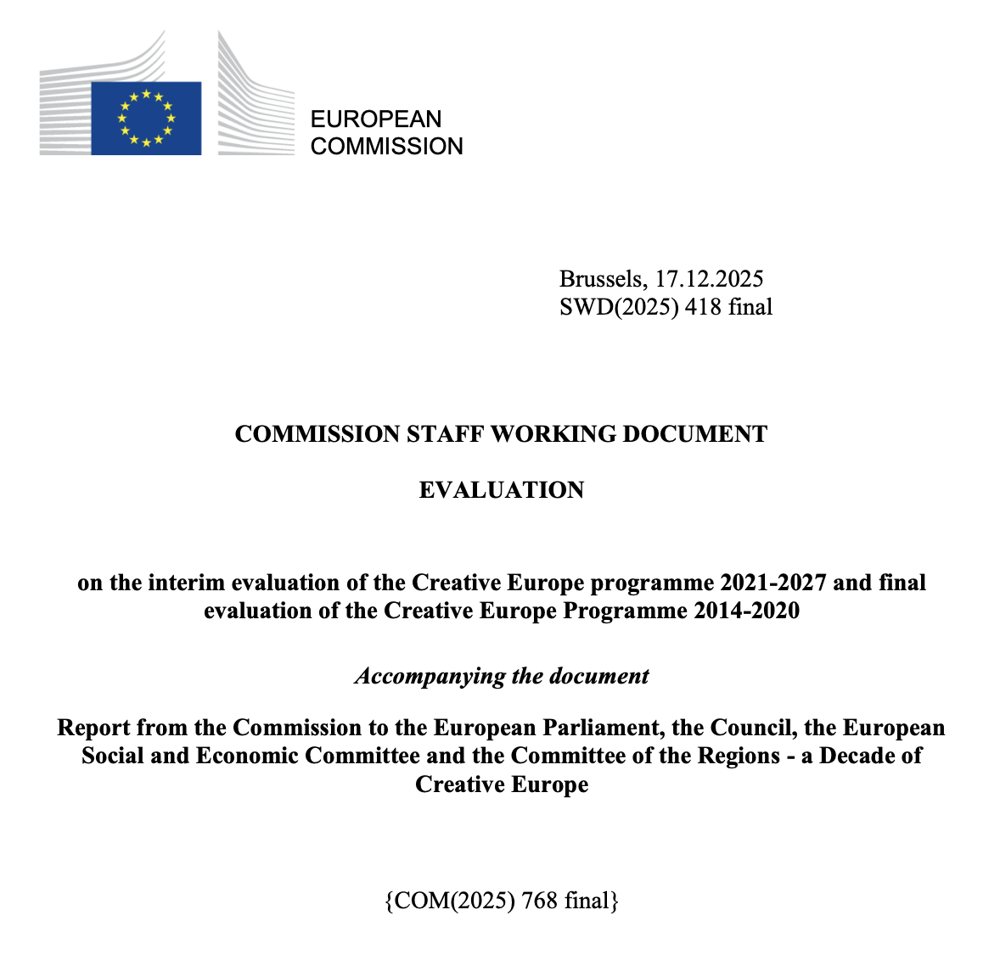 EUROPEAN
COMMISSION
Brussels, 17.12.2025
SWD(2025) 418 final
COMMISSION STAFF WORKING DOCUMENT
EVALUATION
on the interim evaluation of the Creative Europe programme 2021-2027 and final
evaluation of the Creative Europe Programme 2014-2020
Accompanying the document
Report from the Commission to the European Parliament, the Council, the European
Social and Economic Committee and the Committee of the Regions - a Decade of
Creative Europe
{COM(2025) 768 final}